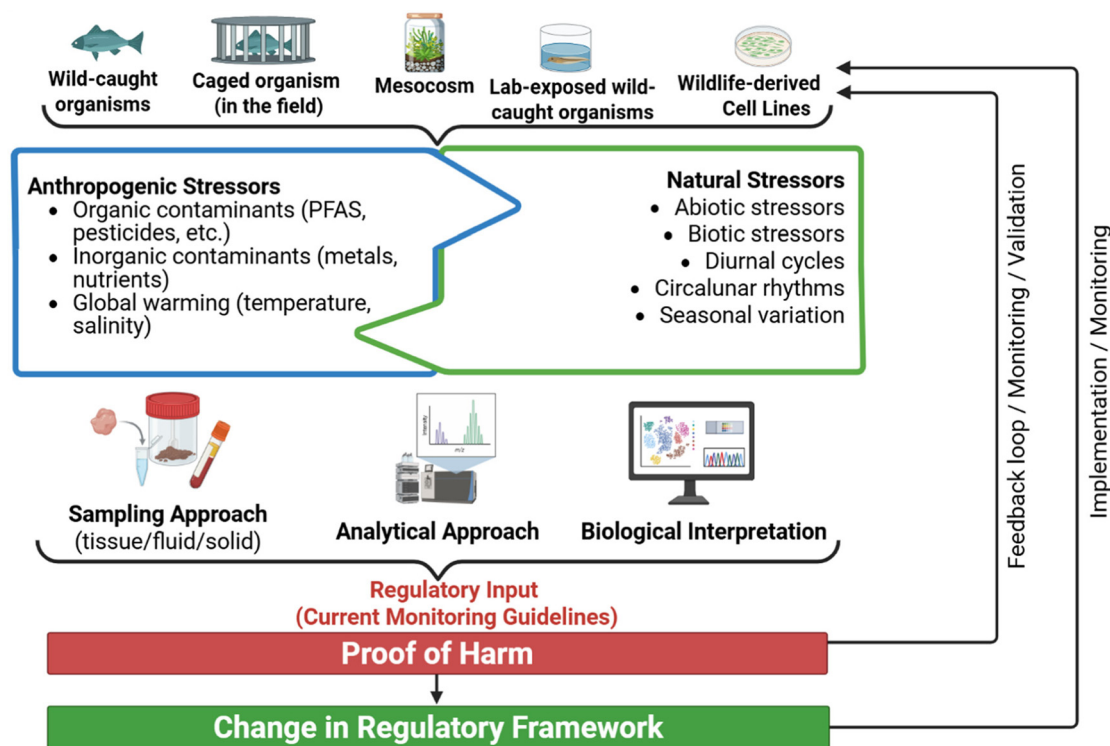 Wild-caught
organisms
Caged organism
(in the field)
Mesocosm
Lab-exposed wild-
caught organisms
Wildlife-derived
Cell Lines
Anthropogenic Stressors
• Organic contaminants (PFAS,
pesticides, etc.)
• Inorganic contaminants (metals,
nutrients)
• Global warming (temperature,
salinity)
Natural Stressors
• Abiotic stressors
• Biotic stressors
• Diurnal cycles
• Circalunar rhythms
• Seasonal variation
Intensity
m/z
Sampling Approach
(tissue/fluid/solid)
Analytical Approach
Biological Interpretation
Regulatory Input
(Current Monitoring Guidelines)
Proof of Harm
Change in Regulatory Framework
Feedback loop / Monitoring / Validation
Implementation / Monitoring